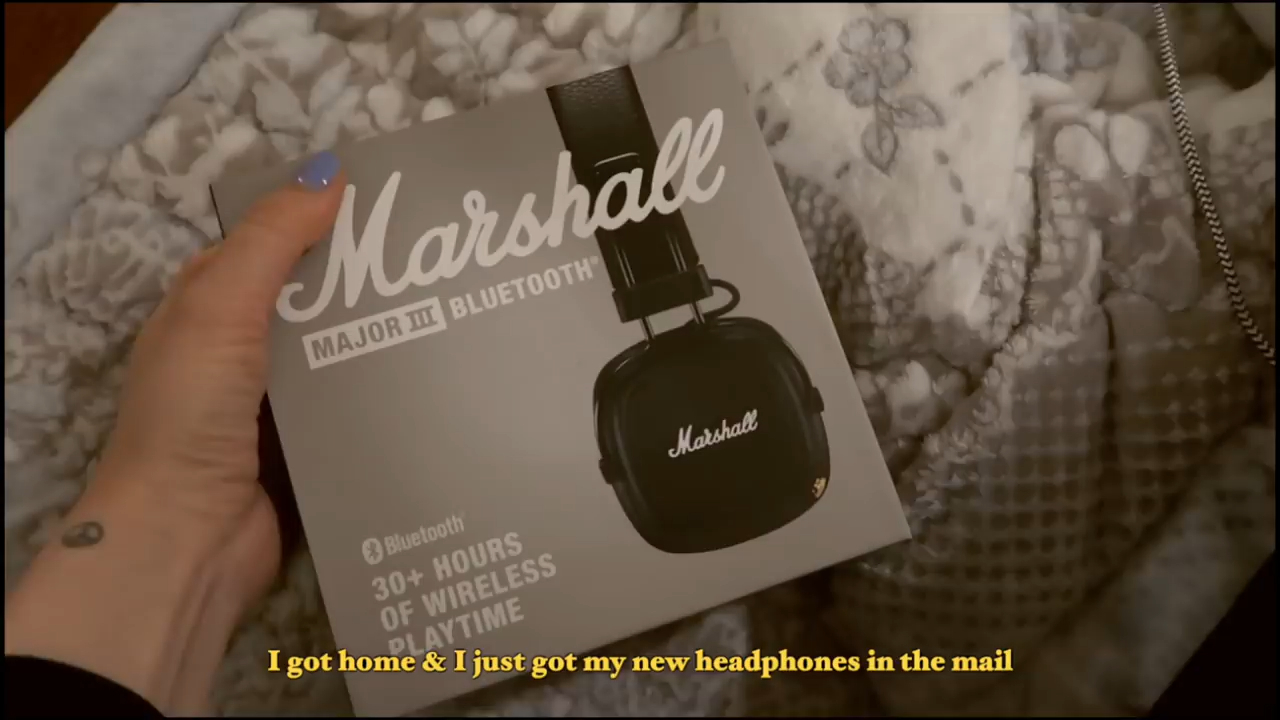 Marshall
MAJOR III BLUETOOTH®
Marshall
Bluetooth®
30+ HOURS
OF WIRELESS
PLAYTIME
I got home & I just got my new headphones in the mail